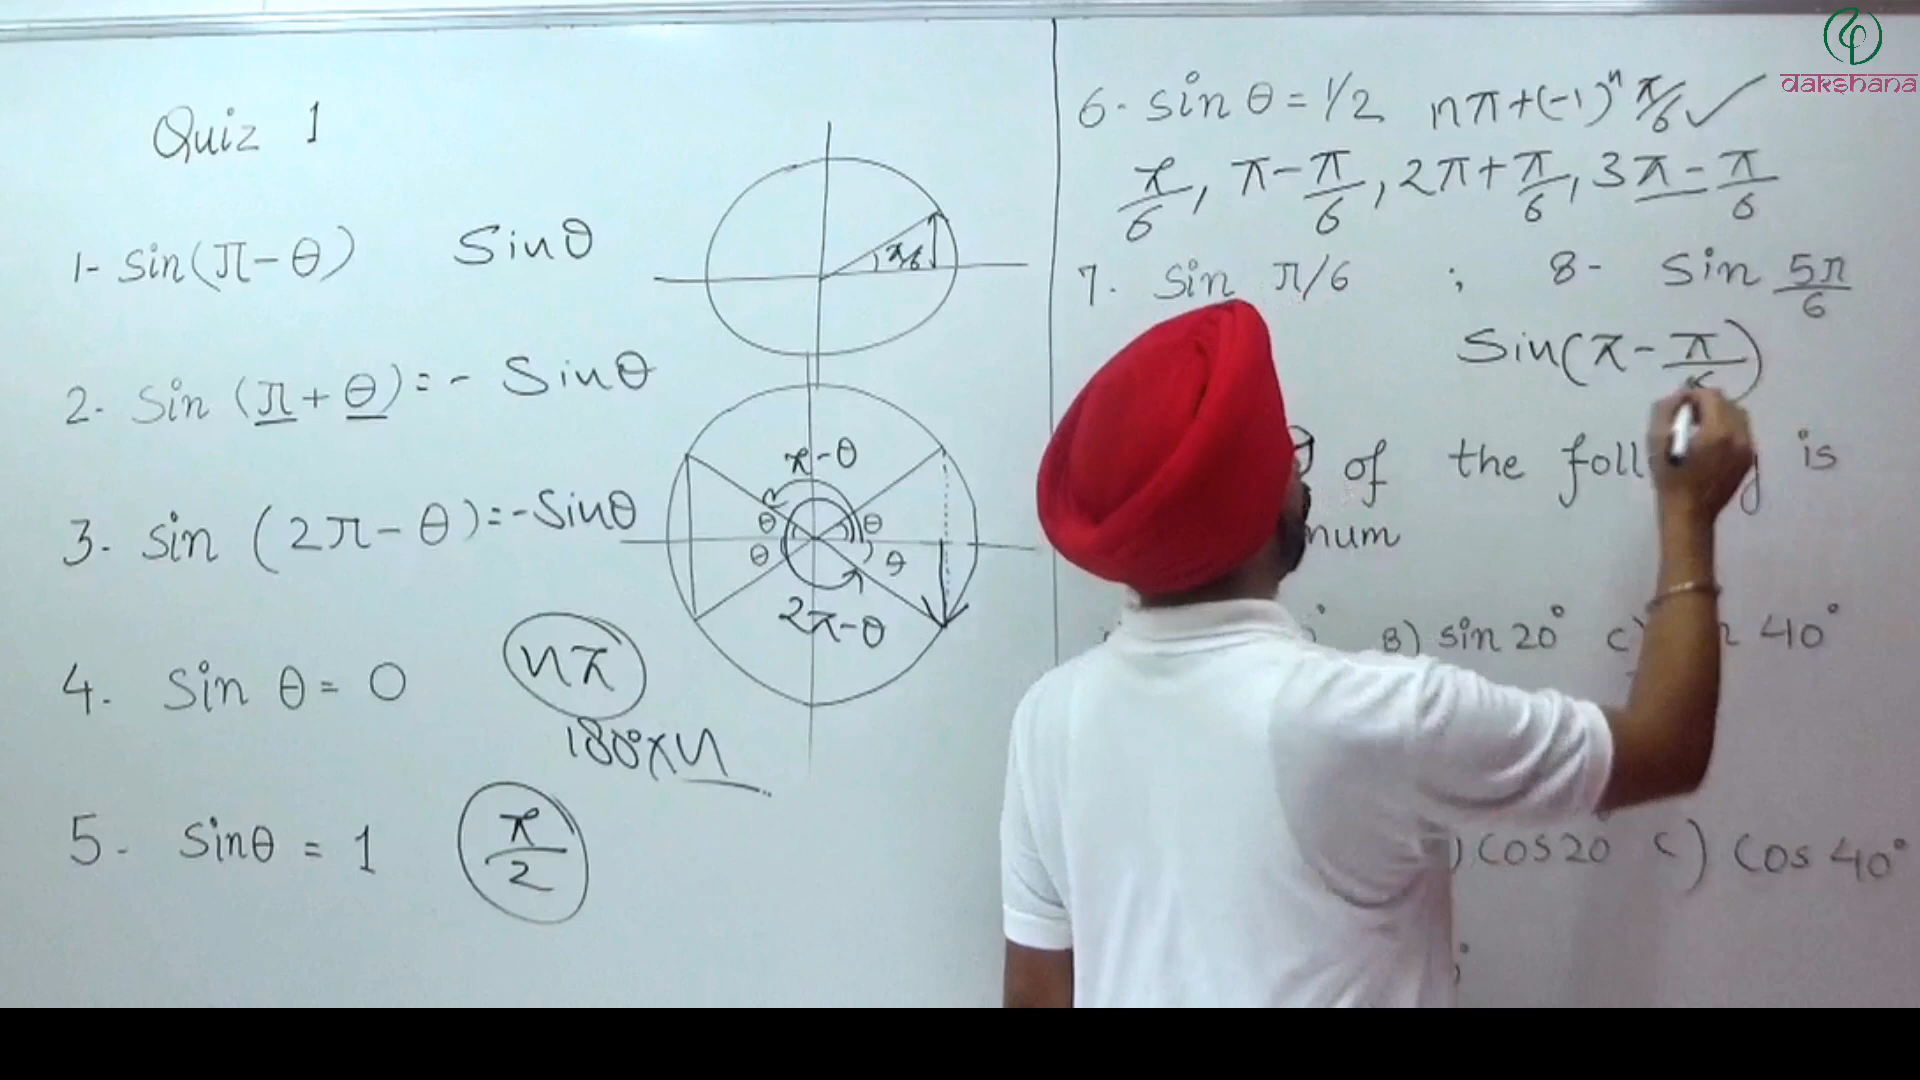 dakshana
Quiz 1
1- Sin(π-θ) Sinθ
2- Sin (π+θ)=- Sinθ
3. Sin (2π-θ)=-Sinθ
4. Sin θ= 0 nπ
180°×n
5. Sinθ = 1 π/2
π/6
π-θ
θ θ
θ θ
2π-θ
6- Sin θ=1/2 nπ+(-1)ⁿ π/6 ✓
π/6, π-π/6, 2π+π/6, 3π-π/6
7. Sin π/6 ; 8- Sin 5π/6
Sin(π-π/6)
of the is
B) Sin 20° C) 40°
) Cos 20° C) Cos 40°